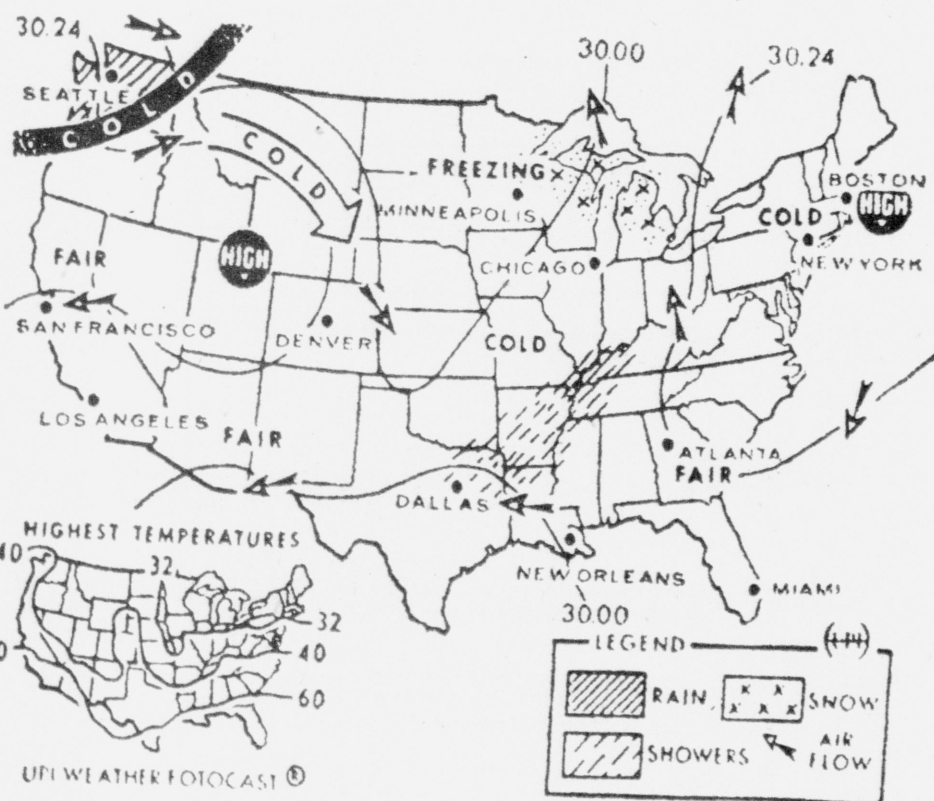 30.24
30.00
30.24
SEATTLE
COLD
COLD
FREEZING
MINNEAPOLIS
BOSTON
HIGH
COLD
NEW YORK
FAIR
HIGH
CHICAGO
SAN FRANCISCO
DENVER
COLD
LOS ANGELES
FAIR
ATLANTA
FAIR
DALLAS
NEW ORLEANS
MIAMI
30.00
HIGHEST TEMPERATURES
40
32
32
40
60
LEGEND
RAIN
SNOW
SHOWERS
AIR
FLOW
UPI WEATHER FOTOCAST ®